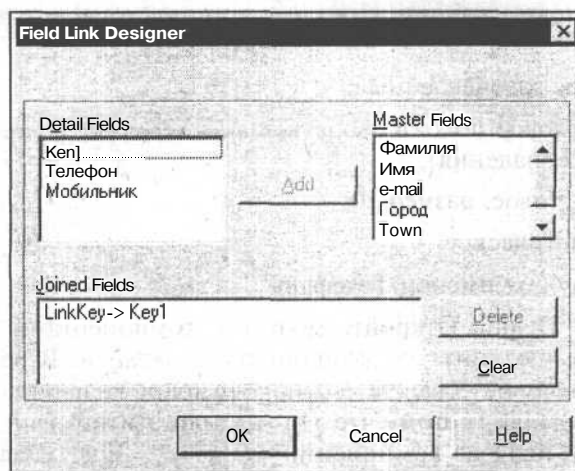 Field Link Designer
Detail Fields
Ken]
Телефон
Мобильник
Add
Master Fields
Фамилия
Имя
e-mail
Город
Town
Joined Fields
LinkKey-> Key1
Delete
Clear
OK
Cancel
Help